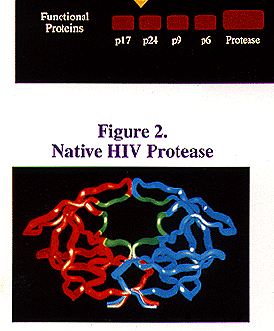 Functional
Proteins
p17 p24 p9 p6 Protease
Figure 2.
Native HIV Protease